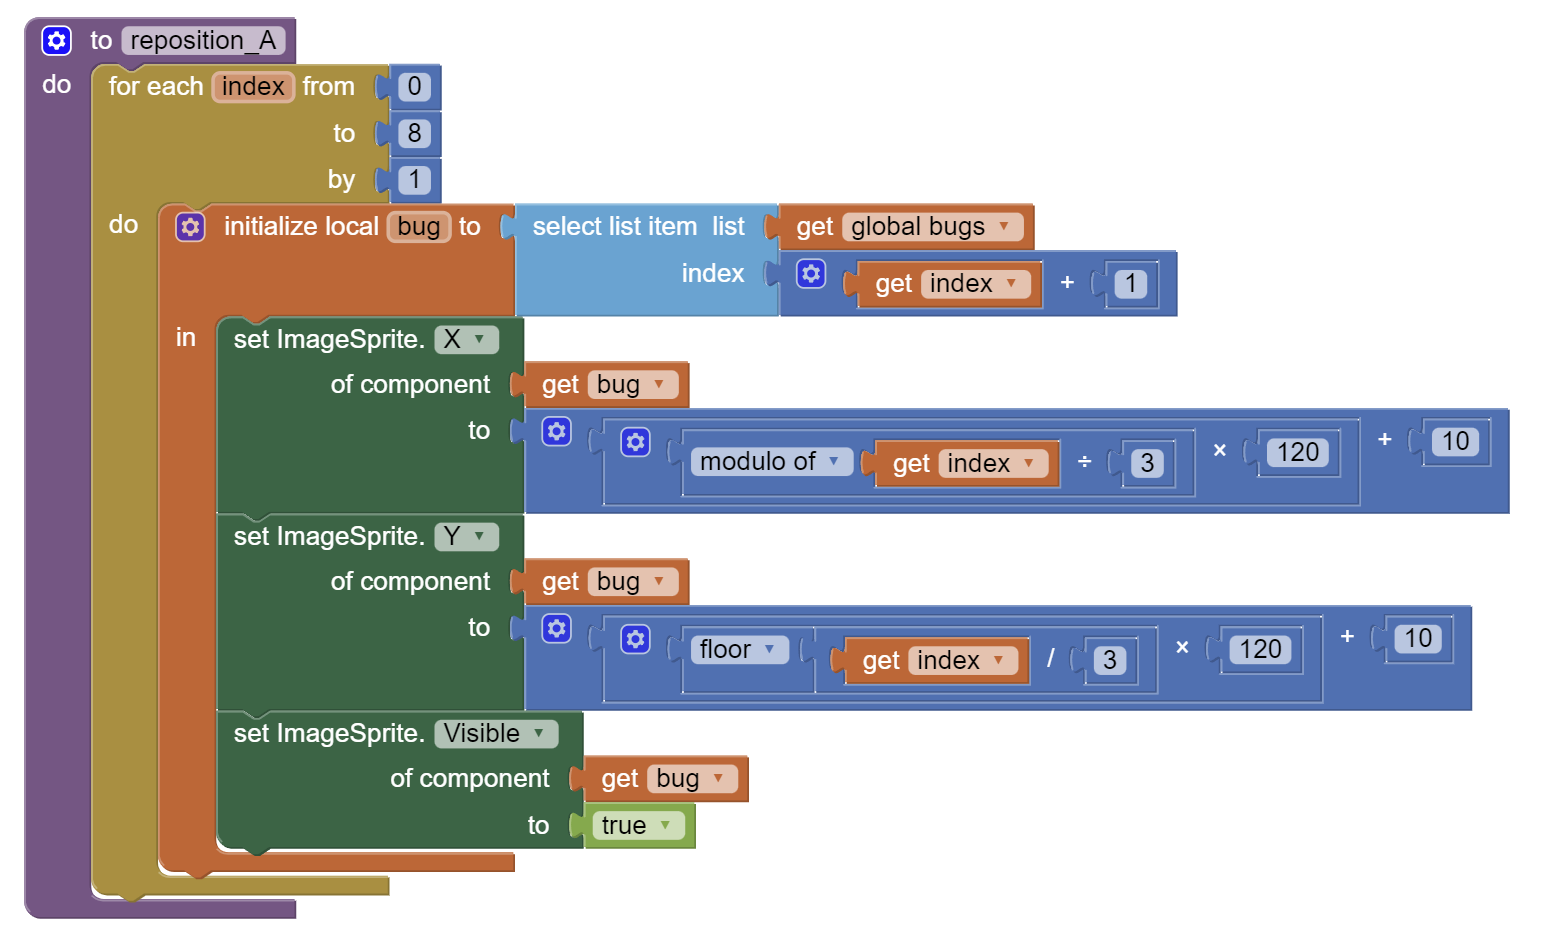 to reposition_A
do for each index from 0
to 8
by 1
do initialize local bug to select list item list get global bugs
index get index + 1
in set ImageSprite. X
of component get bug
to modulo of get index ÷ 3 × 120 + 10
set ImageSprite. Y
of component get bug
to floor get index / 3 × 120 + 10
set ImageSprite. Visible
of component get bug
to true